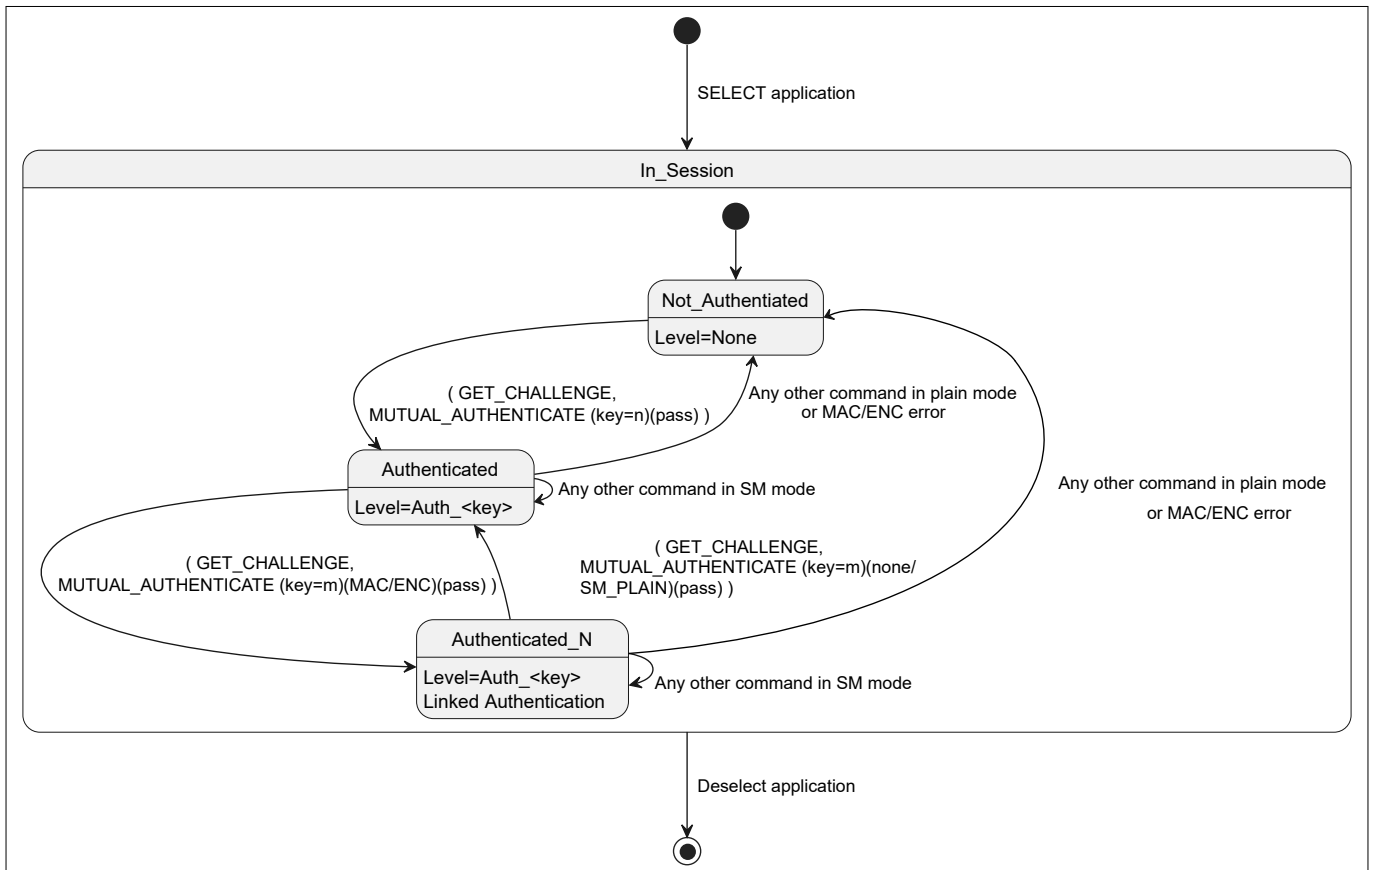 SELECT application
In_Session
Not_Authentiated
Level=None
( GET_CHALLENGE,
MUTUAL_AUTHENTICATE (key=n)(pass) )
Any other command in plain mode
or MAC/ENC error
Authenticated
Level=Auth_<key>
Any other command in SM mode
Any other command in plain mode
or MAC/ENC error
( GET_CHALLENGE,
MUTUAL_AUTHENTICATE (key=m)(MAC/ENC)(pass) )
( GET_CHALLENGE,
MUTUAL_AUTHENTICATE (key=m)(none/
SM_PLAIN)(pass) )
Authenticated_N
Level=Auth_<key>
Linked Authentication
Any other command in SM mode
Deselect application